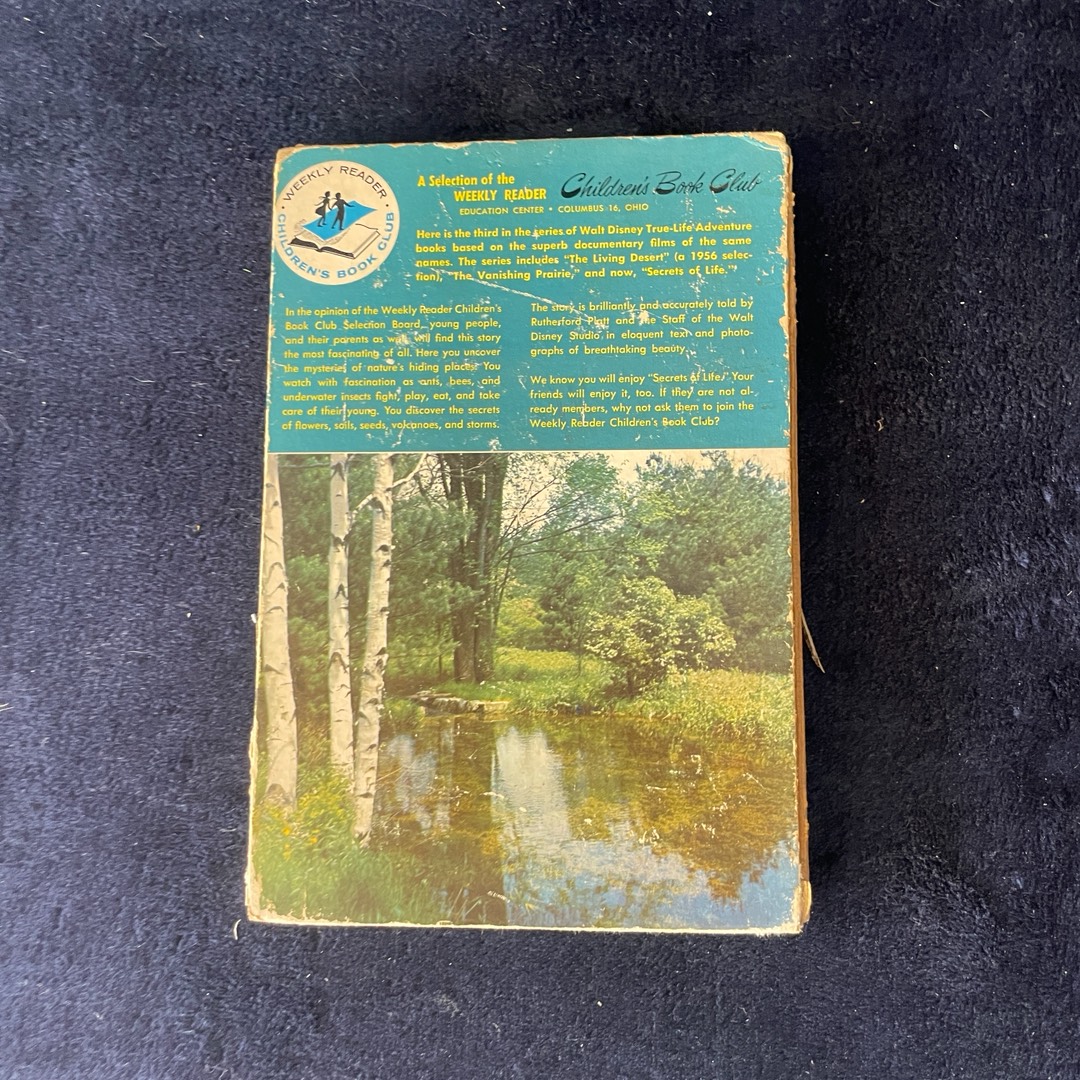 WEEKLY READER
CHILDREN'S BOOK CLUB
A Selection of the
WEEKLY READER Children's Book Club
EDUCATION CENTER • COLUMBUS 16, OHIO
Here is the third in the series of Walt Disney True-Life Adventure
books based on the superb documentary films of the same
names. The series includes "The Living Desert" (a 1956 selec-
tion), "The Vanishing Prairie," and now, "Secrets of Life."
In the opinion of the Weekly Reader Children's
Book Club Selection Board, young people,
and their parents as well, will find this story
the most fascinating of all. Here you uncover
the mysteries of nature's hiding places. You
watch with fascination as ants, bees, and
underwater insects fight, play, eat, and take
care of their young. You discover the secrets
of flowers, soils, seeds, volcanoes, and storms.
The story is brilliantly and accurately told by
Rutherford Platt and the Staff of the Walt
Disney Studio in eloquent text and photo-
graphs of breathtaking beauty.
We know you will enjoy "Secrets of Life." Your
friends will enjoy it, too. If they are not al-
ready members, why not ask them to join the
Weekly Reader Children's Book Club?